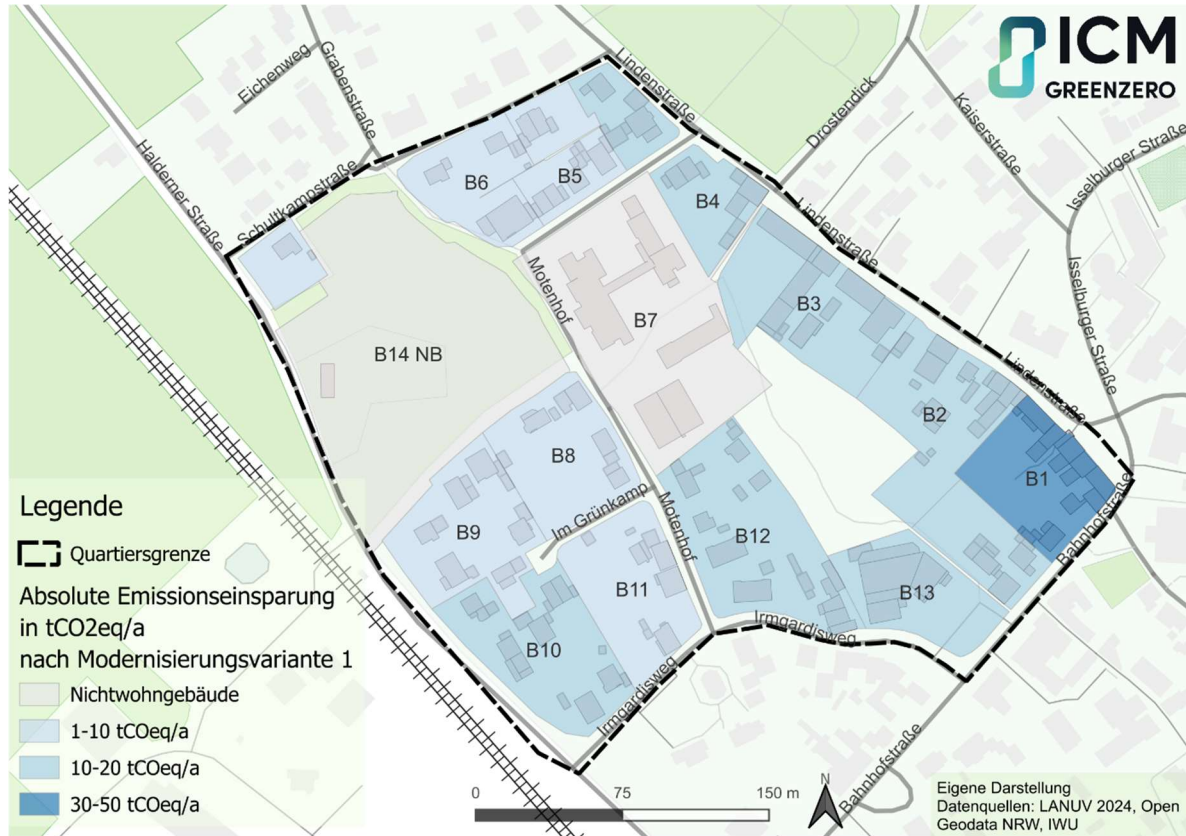 ICM
GREENZERO
Eichenweg
Grabenstraße
Lindenstraße
Drostendick
Kaiserstraße
Isselburger Straße
Halderner Straße
Schultkampstraße
B6
B5
B4
Lindenstraße
Isselburger Straße
Motenhof
B3
B7
B14 NB
Lindenstraße
B2
B1
B8
Im Grünkamp
Motenhof
Bahnhofstraße
B9
B12
B11
B13
B10
Irmgardisweg
Irmgardisweg
Bahnhofstraße
Legende
Quartiersgrenze
Absolute Emissionseinsparung
in tCO2eq/a
nach Modernisierungsvariante 1
Nichtwohngebäude
1-10 tCOeq/a
10-20 tCOeq/a
30-50 tCOeq/a
0 75 150 m
N
Eigene Darstellung
Datenquellen: LANUV 2024, Open
Geodata NRW, IWU